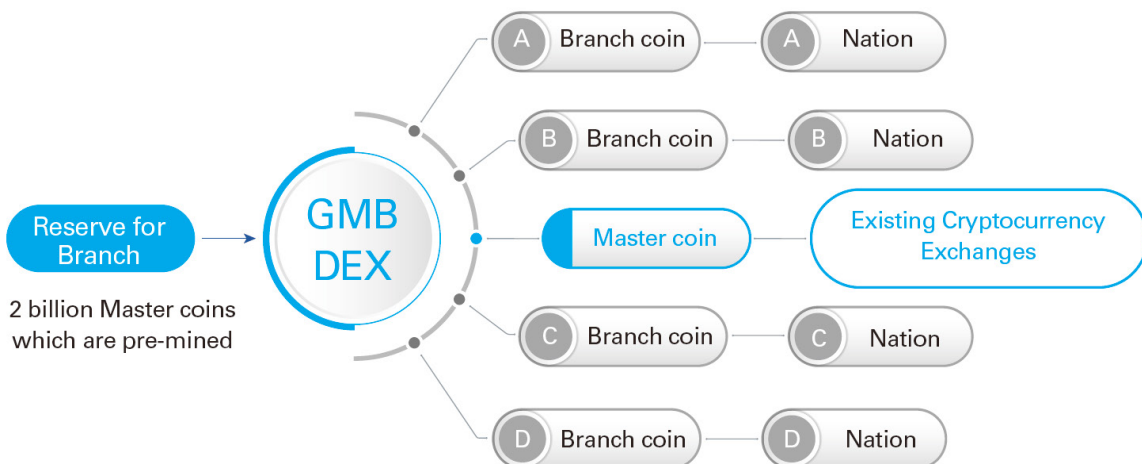 A Branch coin A Nation
B Branch coin B Nation
GMB
DEX
Reserve for
Branch
2 billion Master coins
which are pre-mined
Master coin
Existing Cryptocurrency
Exchanges
C Branch coin C Nation
D Branch coin D Nation